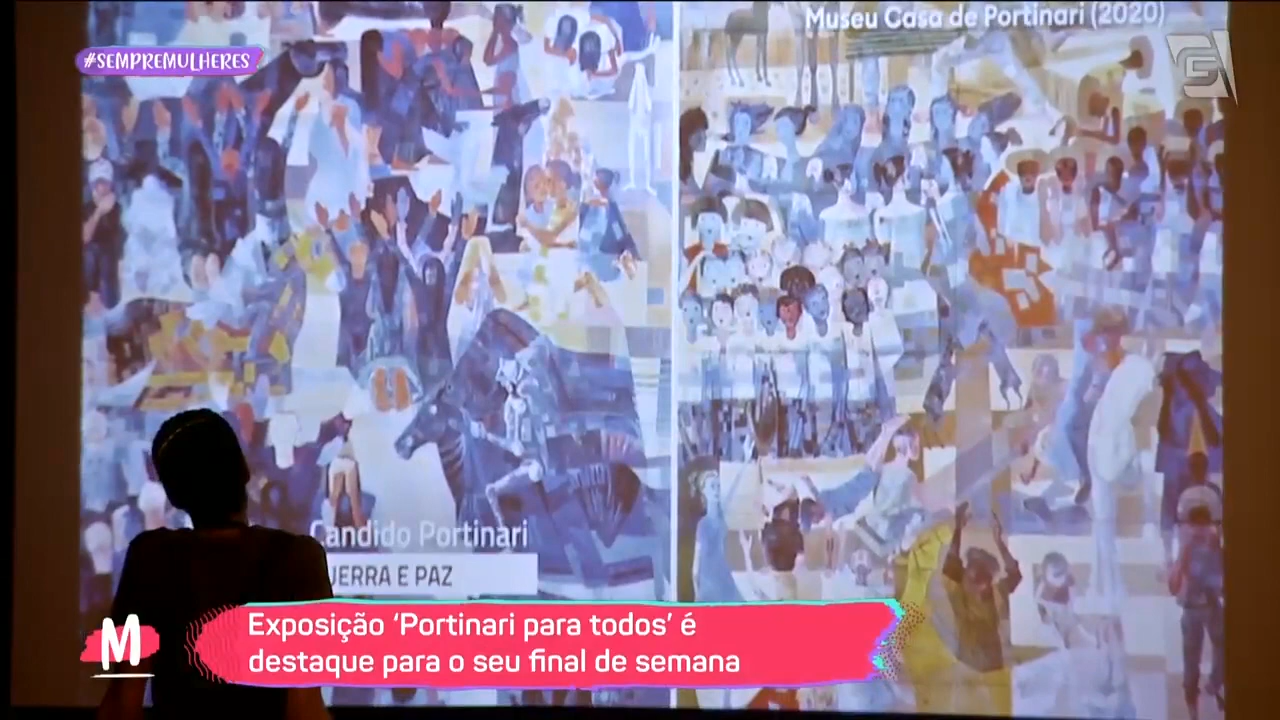 Museu Casa de Portinari (2020)
#SEMPREMULHERES
G
Candido Portinari
UERRA E PAZ
M
Exposição ‘Portinari para todos’ é
destaque para o seu final de semana